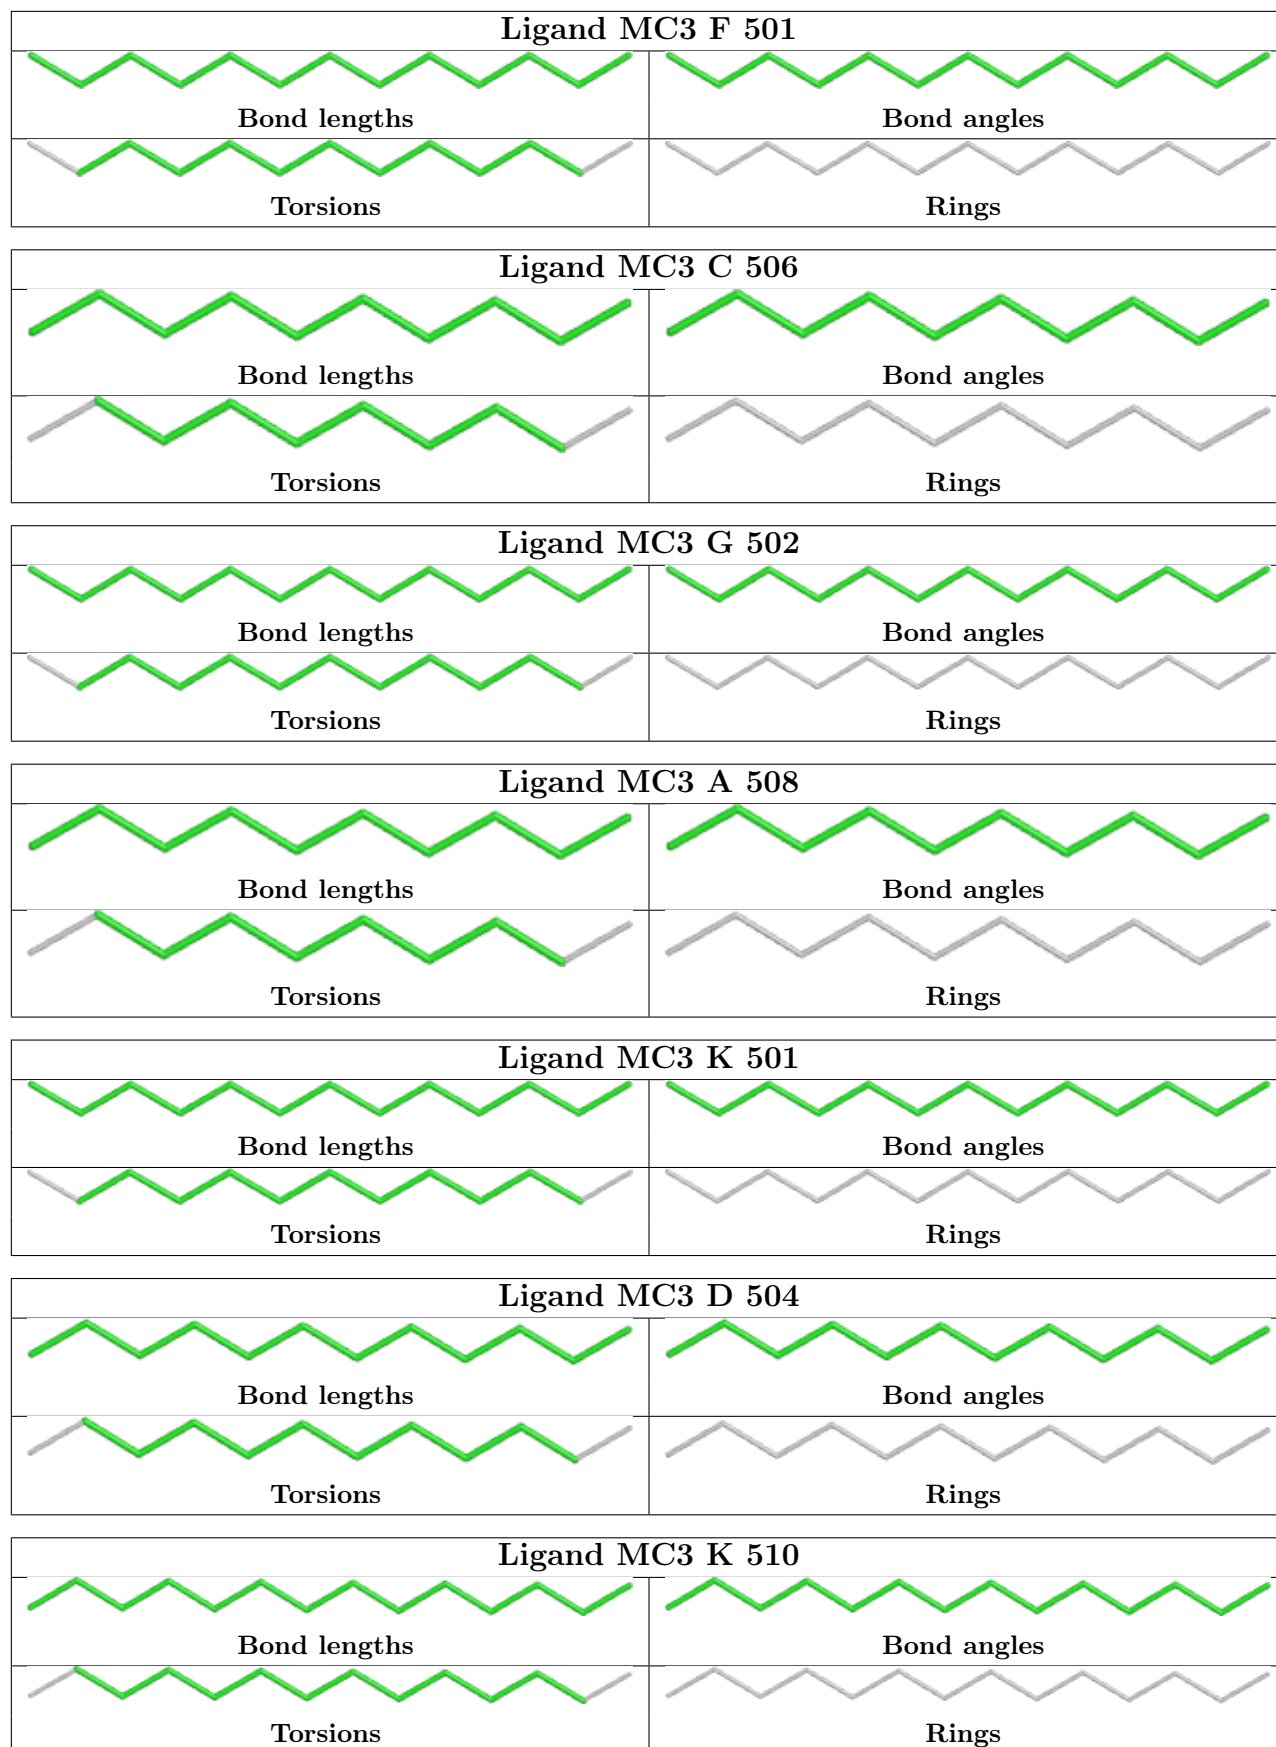 Ligand MC3 F 501
Bond lengths
Bond angles
Torsions
Rings
Ligand MC3 C 506
Bond lengths
Bond angles
Torsions
Rings
Ligand MC3 G 502
Bond lengths
Bond angles
Torsions
Rings
Ligand MC3 A 508
Bond lengths
Bond angles
Torsions
Rings
Ligand MC3 K 501
Bond lengths
Bond angles
Torsions
Rings
Ligand MC3 D 504
Bond lengths
Bond angles
Torsions
Rings
Ligand MC3 K 510
Bond lengths
Bond angles
Torsions
Rings